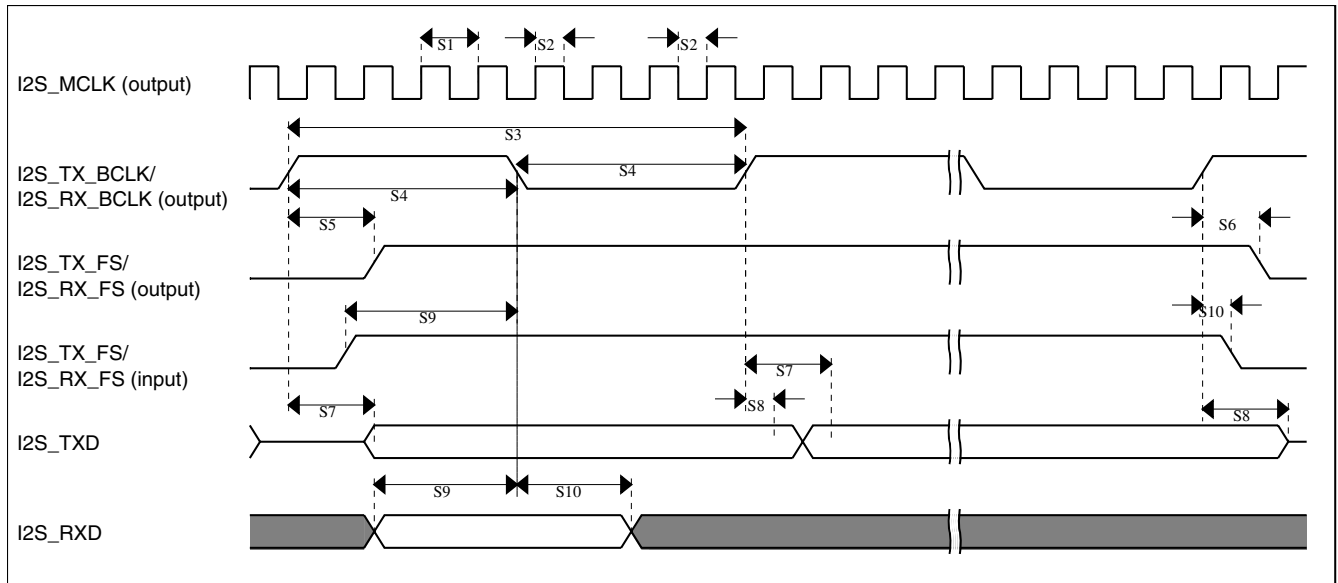 S1 S2 S2
I2S_MCLK (output)
S3
I2S_TX_BCLK/
I2S_RX_BCLK (output)
S4
S4
S5 S6
I2S_TX_FS/
I2S_RX_FS (output)
S9 S10
I2S_TX_FS/
I2S_RX_FS (input)
S7
S7 S8 S8
I2S_TXD
S9 S10
I2S_RXD